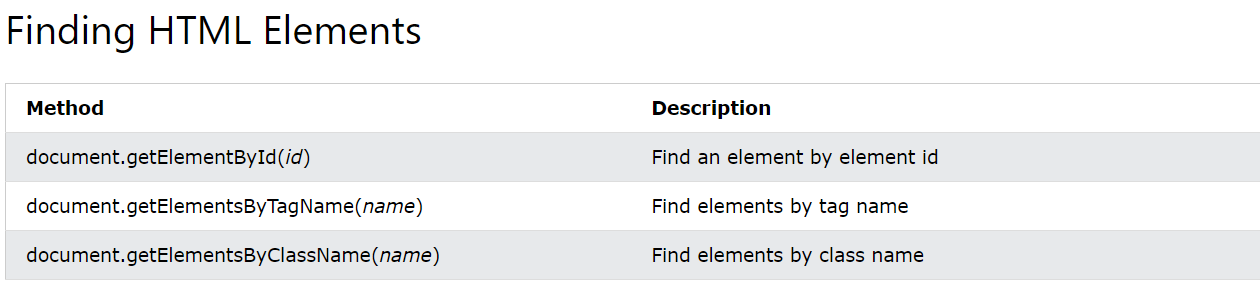 Finding HTML Elements
Method Description
document.getElementById(id) Find an element by element id
document.getElementsByTagName(name) Find elements by tag name
document.getElementsByClassName(name) Find elements by class name